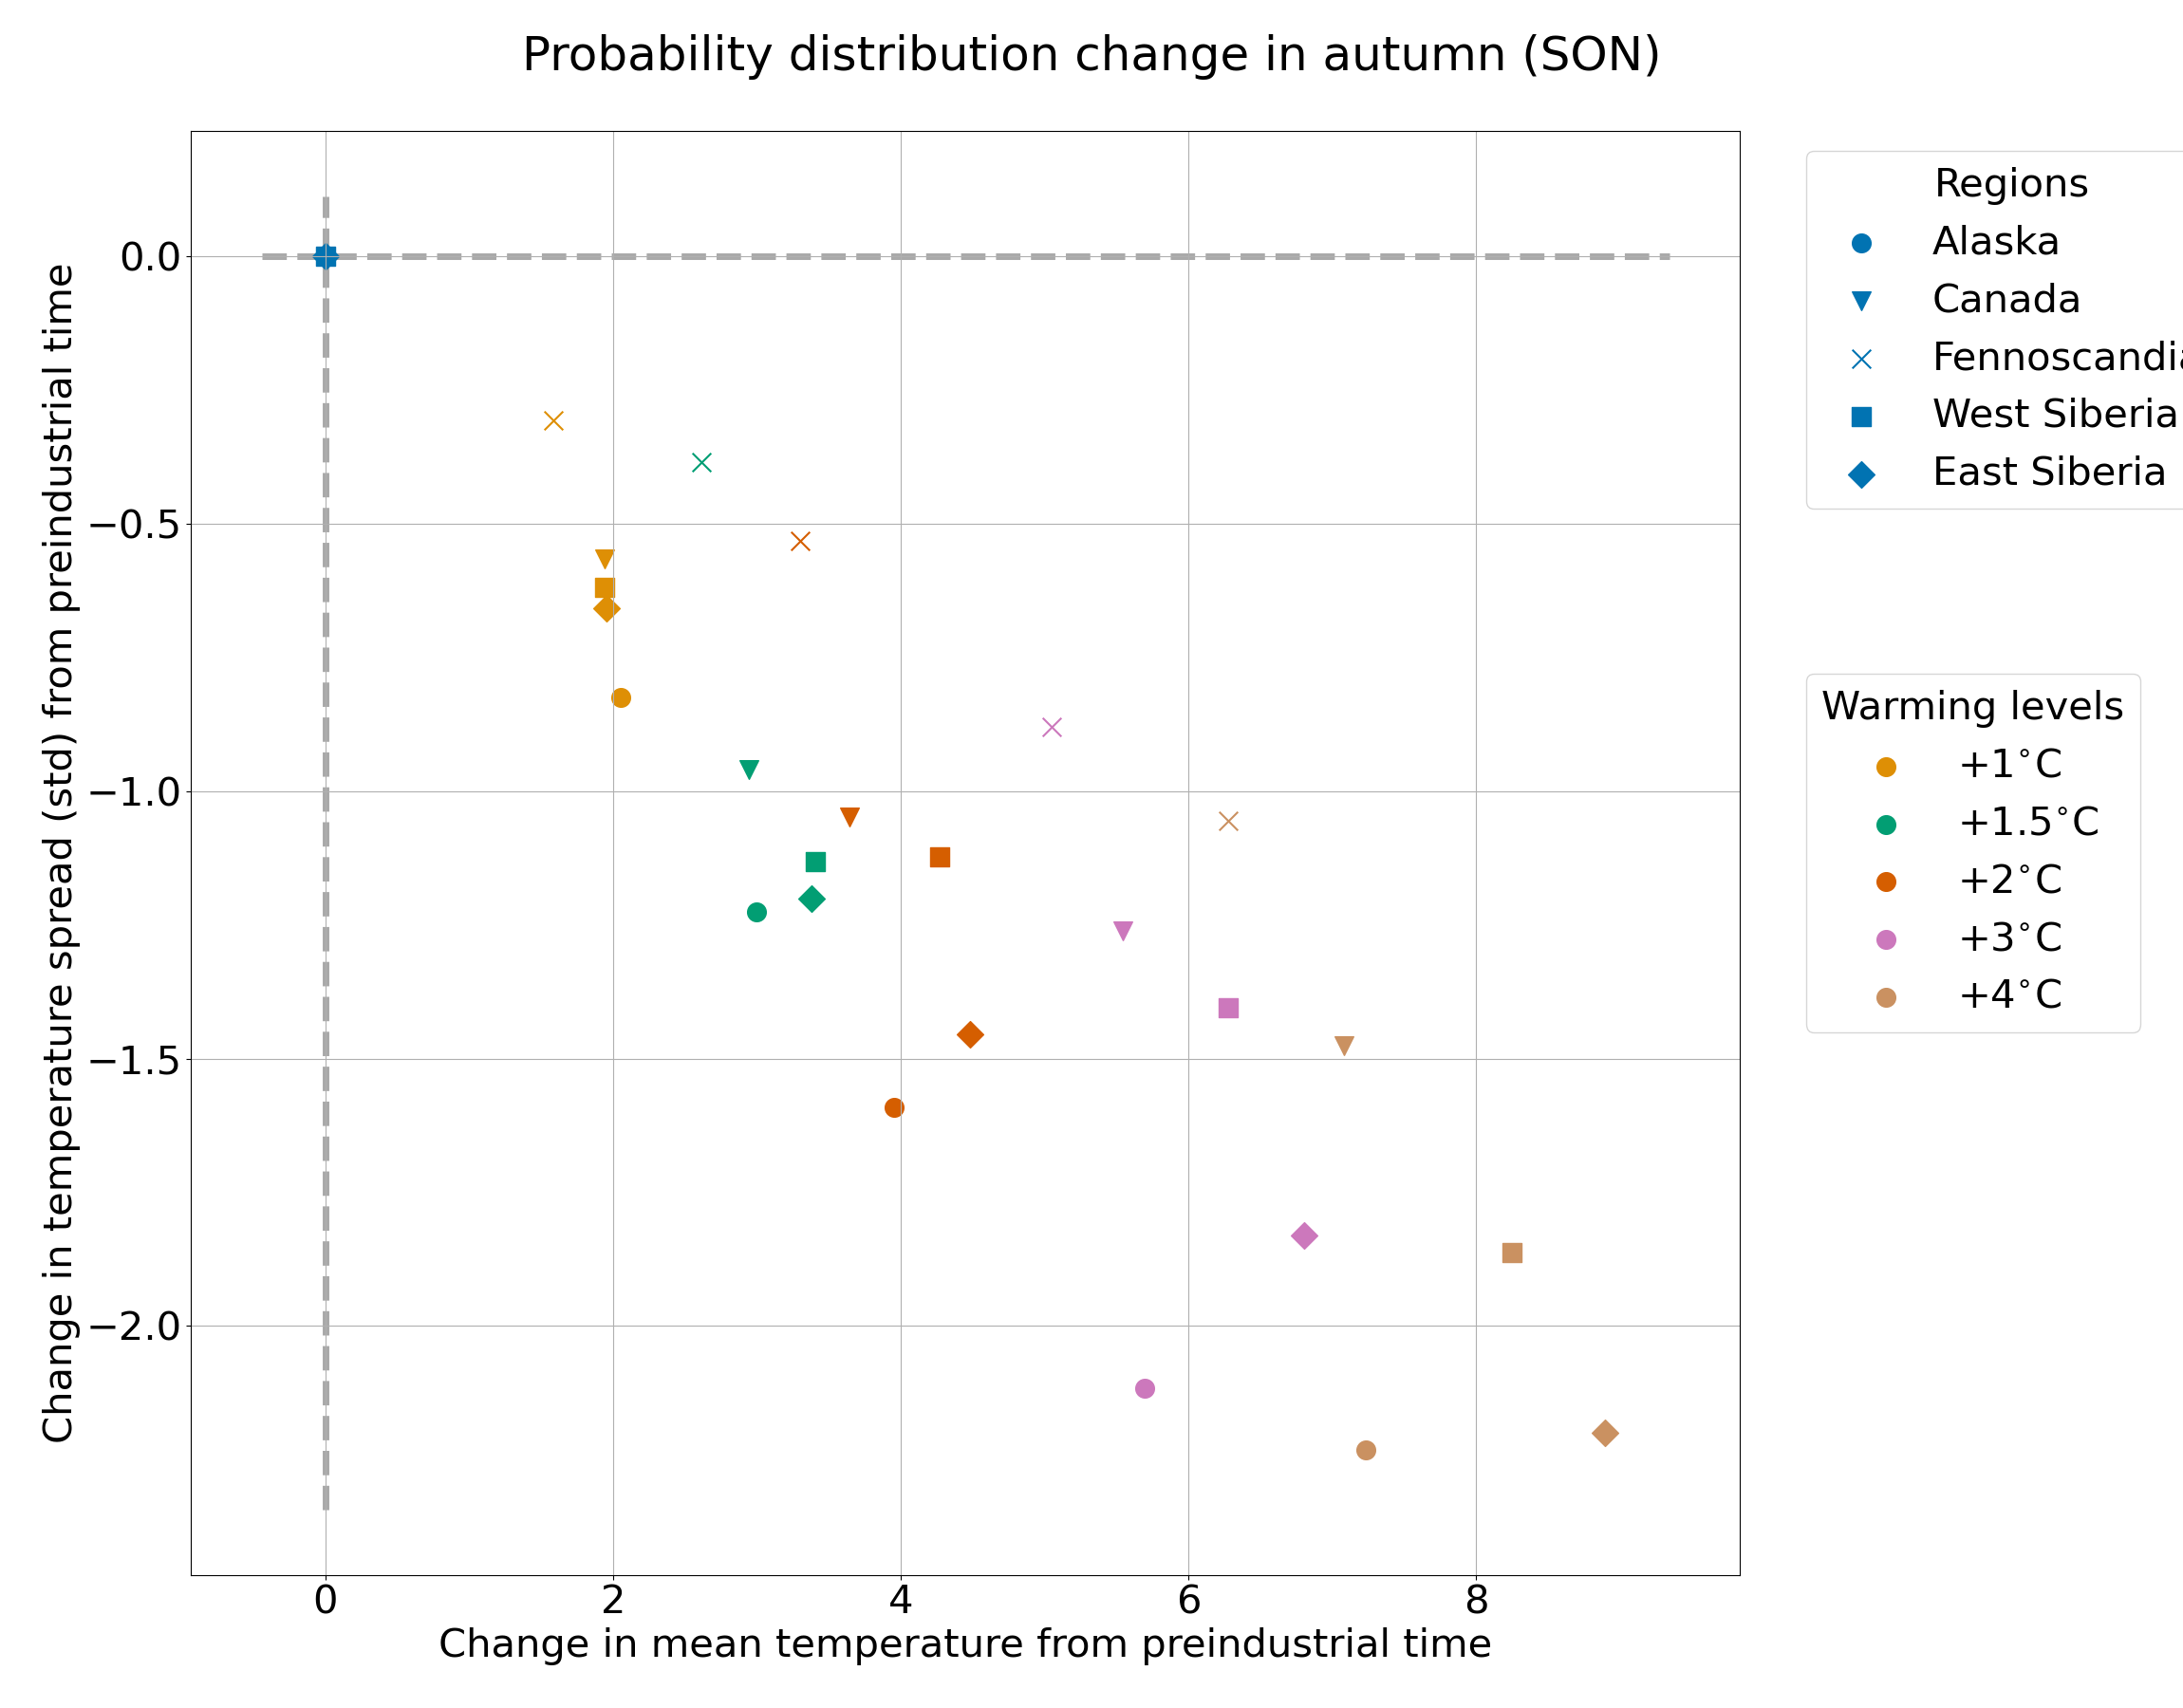 Probability distribution change in autumn (SON)
Change in temperature spread (std) from preindustrial time
0.0
−0.5
−1.0
−1.5
−2.0
0 2 4 6 8
Change in mean temperature from preindustrial time
Regions
Alaska
Canada
Fennoscandia
West Siberia
East Siberia
Warming levels
+1°C
+1.5°C
+2°C
+3°C
+4°C